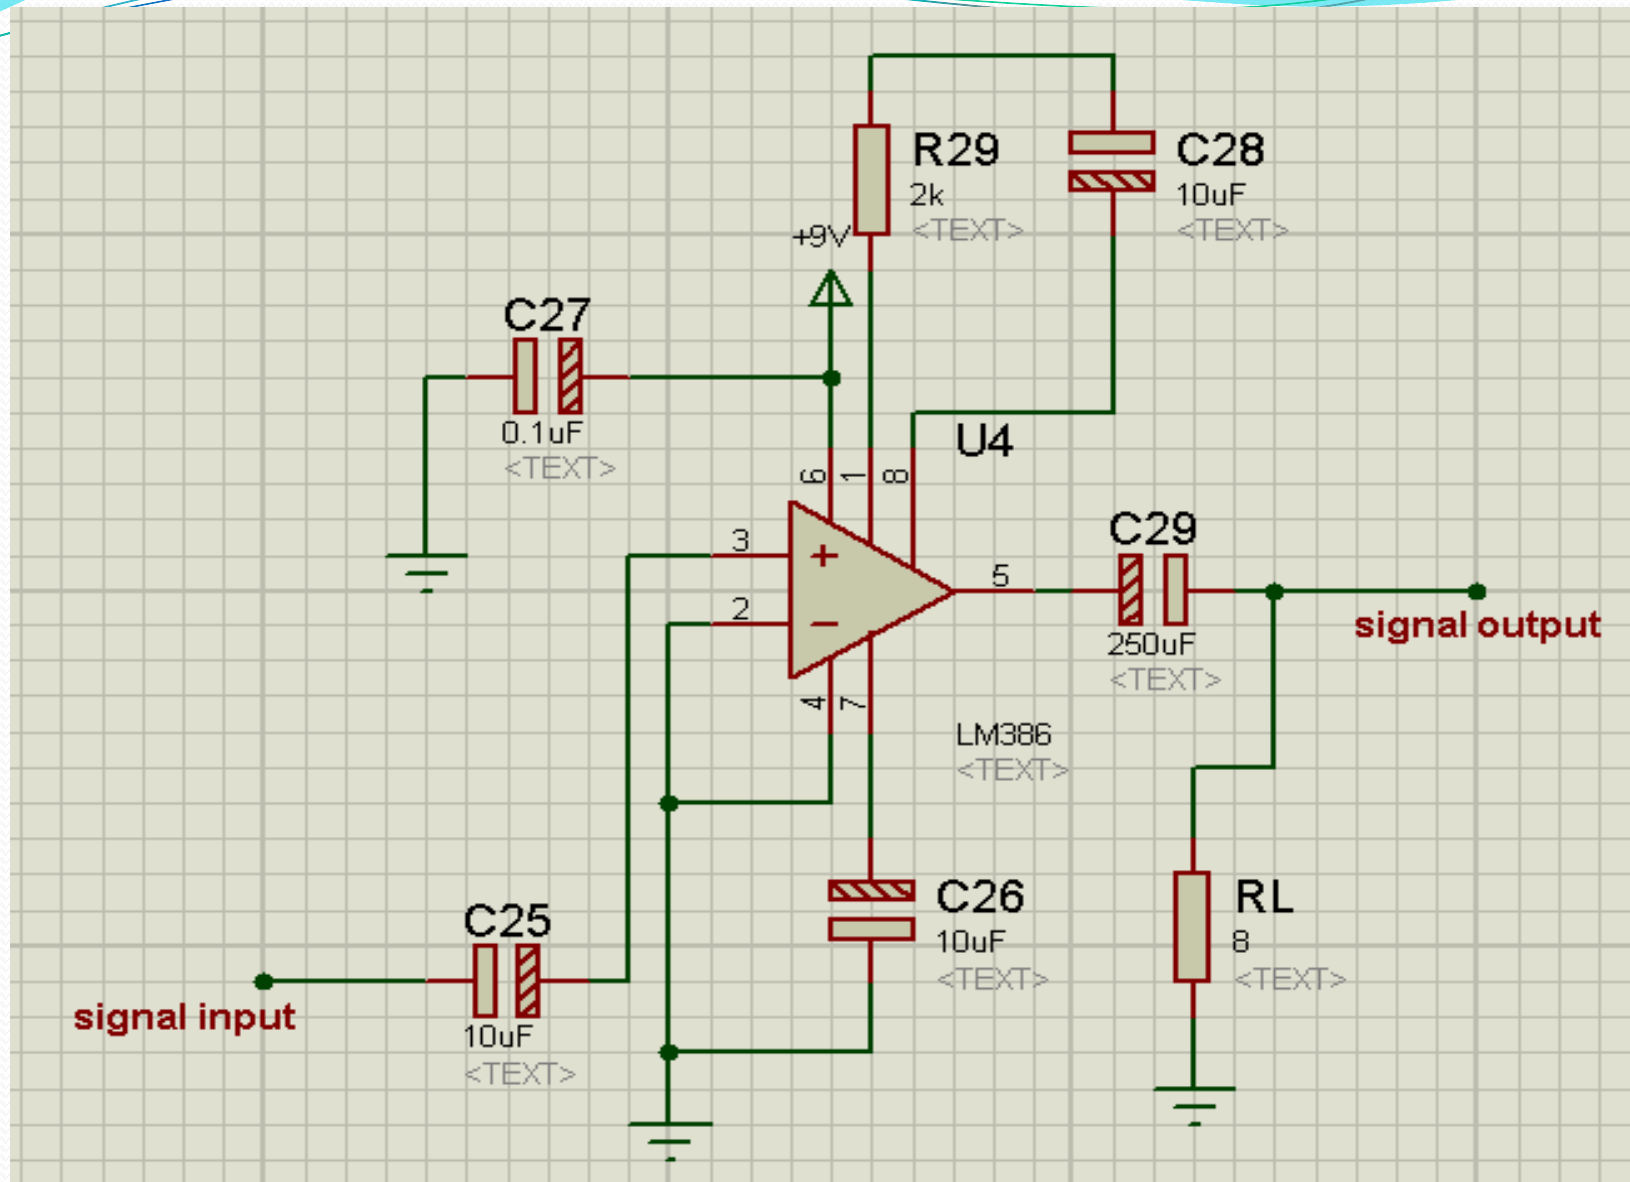 R29
2k
<TEXT>
C28
10uF
<TEXT>
+9V
C27
0.1uF
<TEXT>
6
1
8
U4
3
+
2
−
5
4
7
C29
250uF
<TEXT>
signal output
LM386
<TEXT>
C26
10uF
<TEXT>
RL
8
<TEXT>
C25
10uF
<TEXT>
signal input